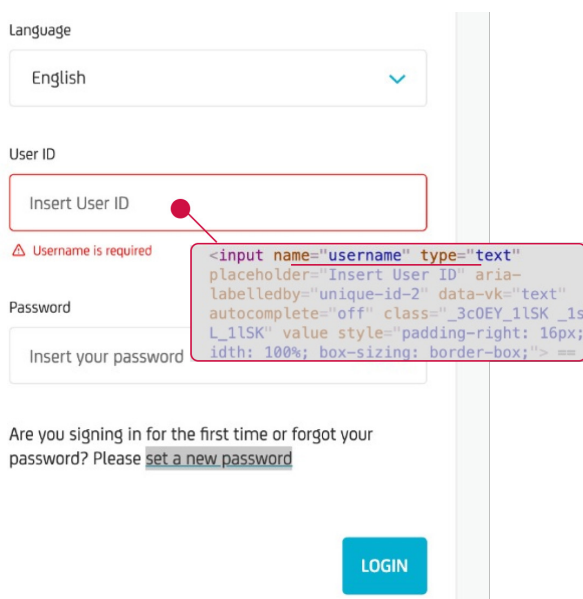 Language
English
User ID
Insert User ID
Username is required
<input name="username" type="text"
placeholder="Insert User ID" aria-
labelledby="unique-id-2" data-vk="text"
autocomplete="off" class="_3cOEY_1lSK _1s
L_1lSK" value style="padding-right: 16px;
idth: 100%; box-sizing: border-box;"> ==
Password
Insert your password
Are you signing in for the first time or forgot your
password? Please set a new password
LOGIN